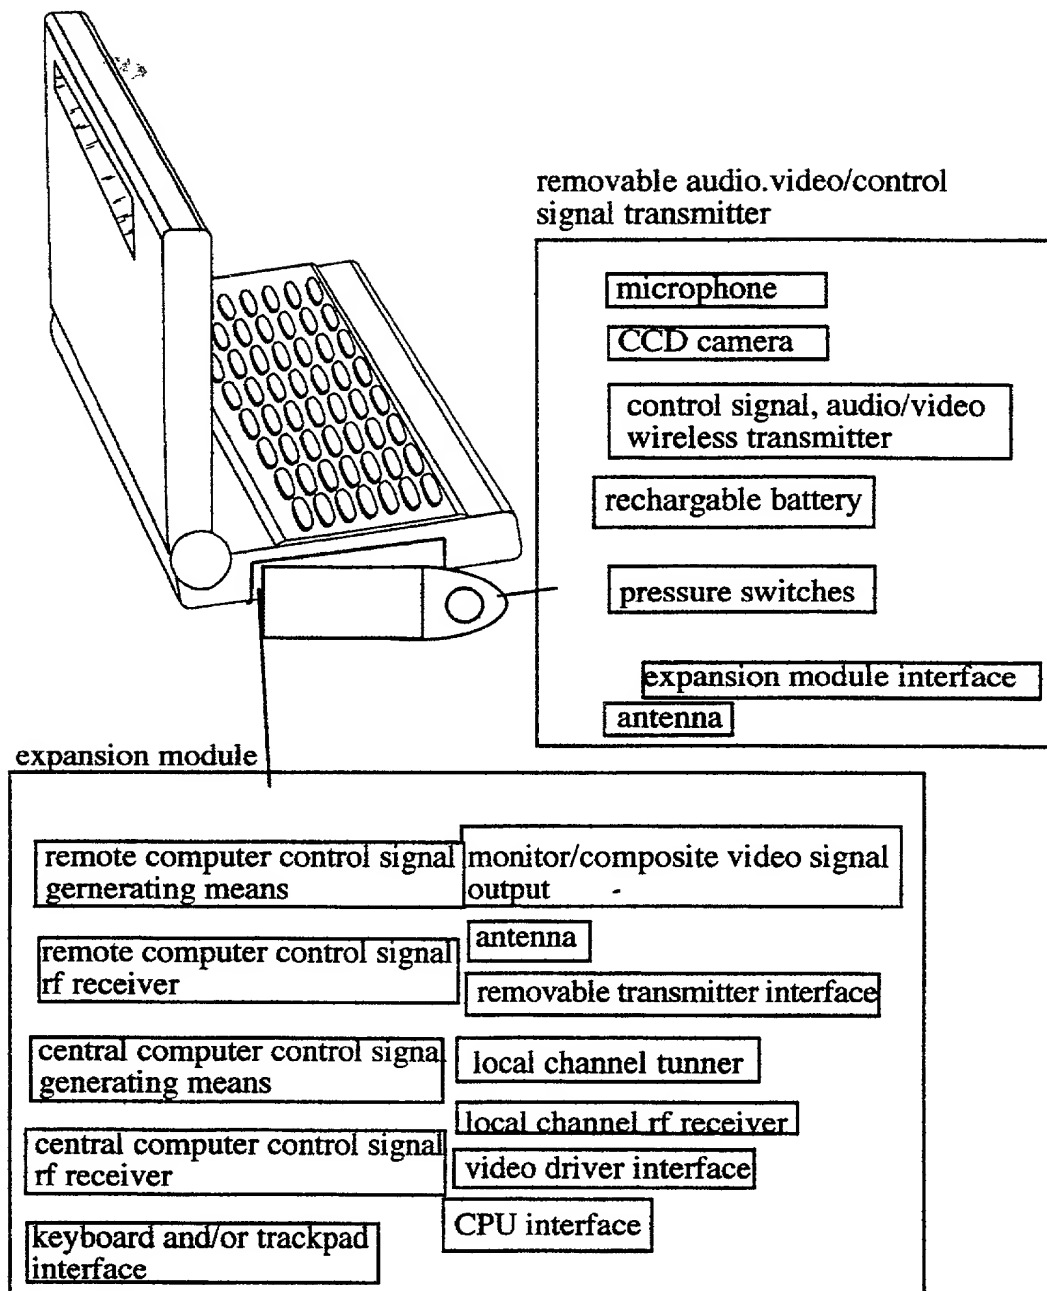 removable audio.video/control
signal transmitter
microphone
CCD camera
control signal, audio/video
wireless transmitter
rechargable battery
pressure switches
expansion module interface
antenna
expansion module
remote computer control signal
gernerating means
remote computer control signal
rf receiver
central computer control signal
generating means
central computer control signal
rf receiver
keyboard and/or trackpad
interface
monitor/composite video signal
output
antenna
removable transmitter interface
local channel tunner
local channel rf receiver
video driver interface
CPU interface